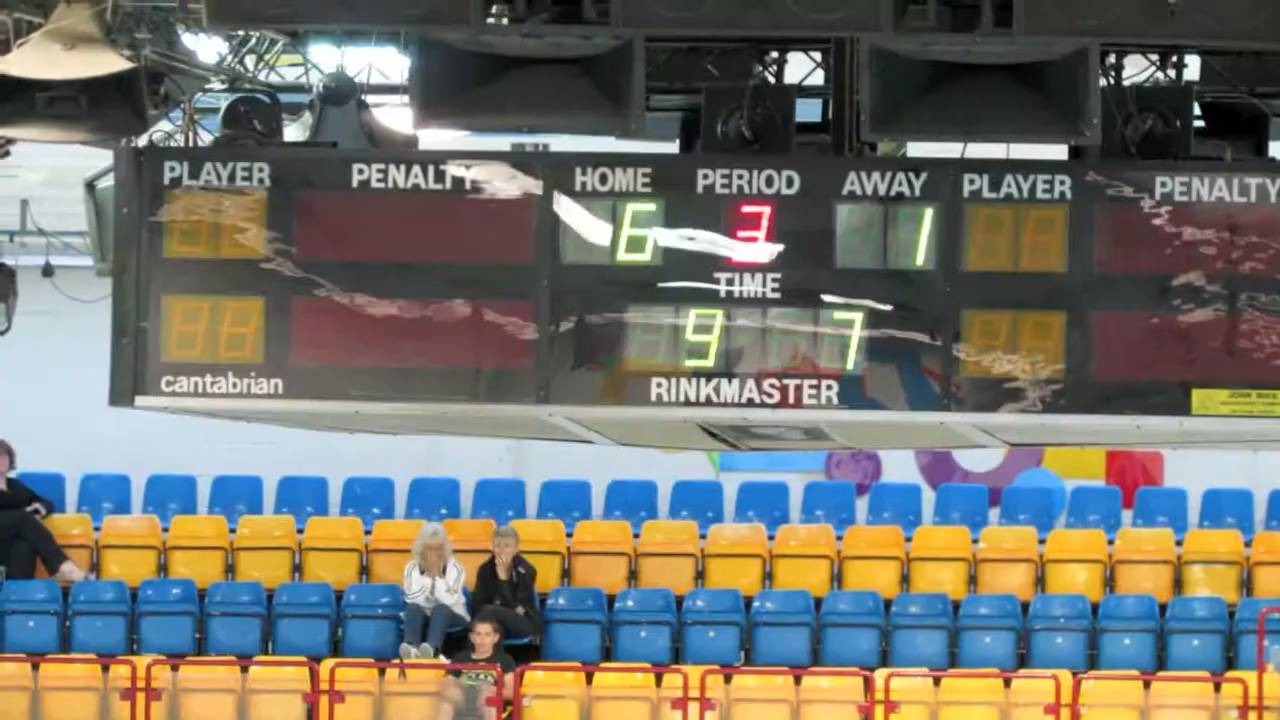 PLAYER PENALTY HOME PERIOD AWAY PLAYER PENALTY
6 3 1
TIME
9 7
cantabrian RINKMASTER